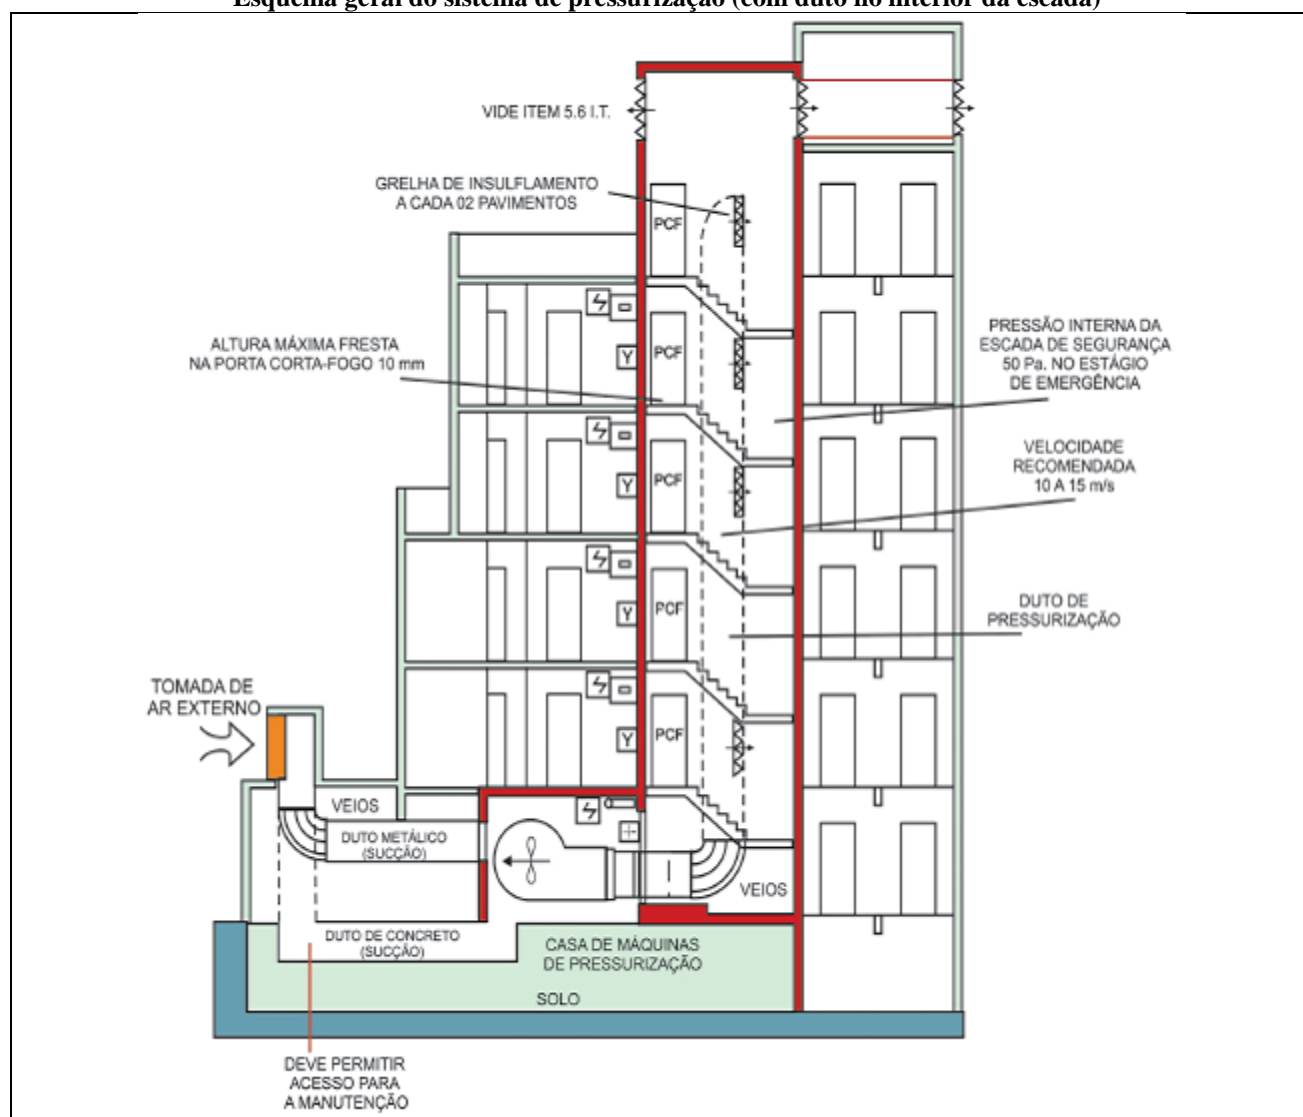 Esquema geral do sistema de pressurização (com duto no interior da escada)
VIDE ITEM 5.6 I.T.
GRELHA DE INSULFLAMENTO
A CADA 02 PAVIMENTOS
PCF
ALTURA MÁXIMA FRESTA
NA PORTA CORTA-FOGO 10 mm
PCF
Y
PRESSÃO INTERNA DA
ESCADA DE SEGURANÇA
50 Pa. NO ESTÁGIO
DE EMERGÊNCIA
PCF
Y
VELOCIDADE
RECOMENDADA
10 A 15 m/s
PCF
Y
DUTO DE
PRESSURIZAÇÃO
TOMADA DE
AR EXTERNO
PCF
Y
VEIOS
DUTO METÁLICO
(SUCÇÃO)
VEIOS
DUTO DE CONCRETO
(SUCÇÃO)
CASA DE MÁQUINAS
DE PRESSURIZAÇÃO
SOLO
DEVE PERMITIR
ACESSO PARA
A MANUTENÇÃO